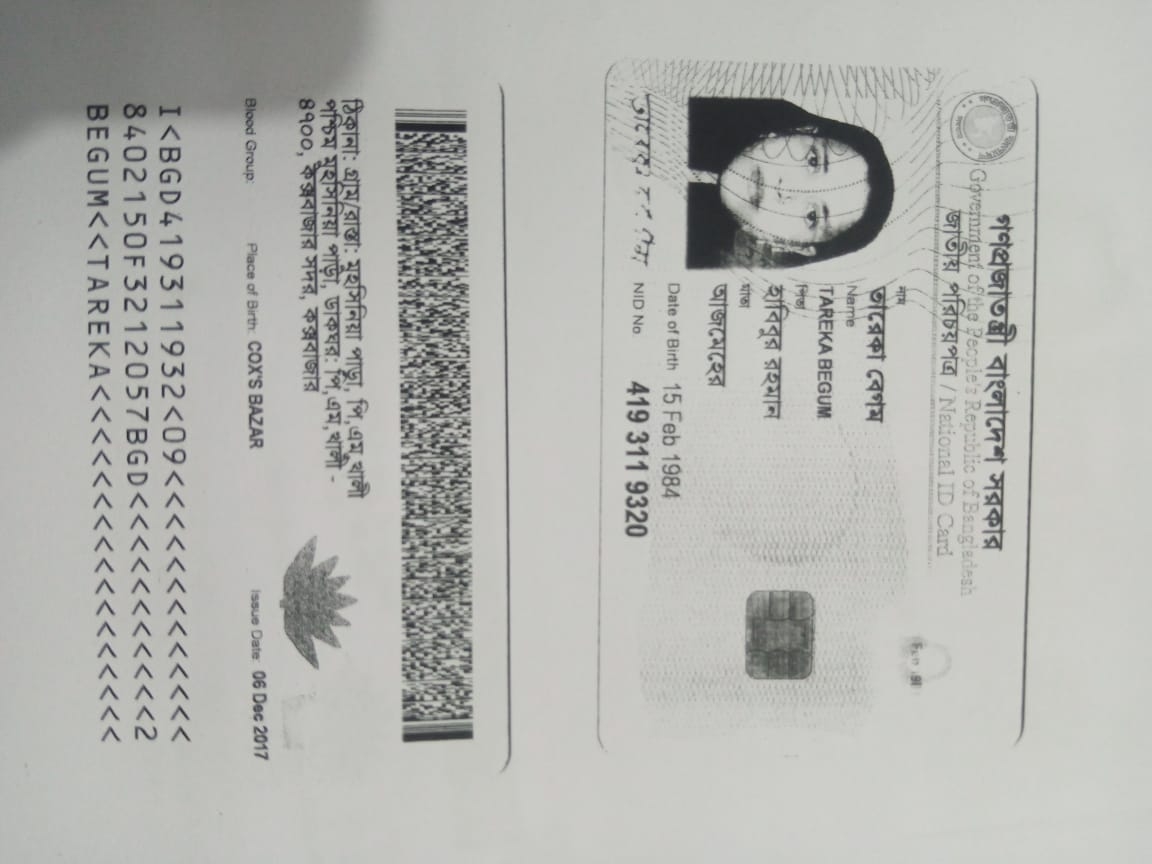 গণপ্রজাতন্ত্রী বাংলাদেশ সরকার
Government of the People's Republic of Bangladesh
জাতীয় পরিচয়পত্র / National ID Card
নাম
তারেকা বেগম
Name
TAREKA BEGUM
পিতা
হাবিবুর রহমান
মাতা
আজমেহের
Date of Birth 15 Feb 1984
NID No. 419 311 9320
ঠিকানা: গ্রাম/রাস্তা: মুহসিনিয়া পাড়া, পি,এম,খালী
পশ্চিম মুহসিনিয়া পাড়া, ডাকঘর: পি,এম,খালী -
৪৭০০, কক্সবাজার সদর, কক্সবাজার
Blood Group: Place of Birth: COX'S BAZAR Issue Date: 06 Dec 2017
I<BGD419311932<09<<<<<<<<<<<<<
8402150F3212057BGD<<<<<<<<<<<2
BEGUM<<TAREKA<<<<<<<<<<<<<<<<<